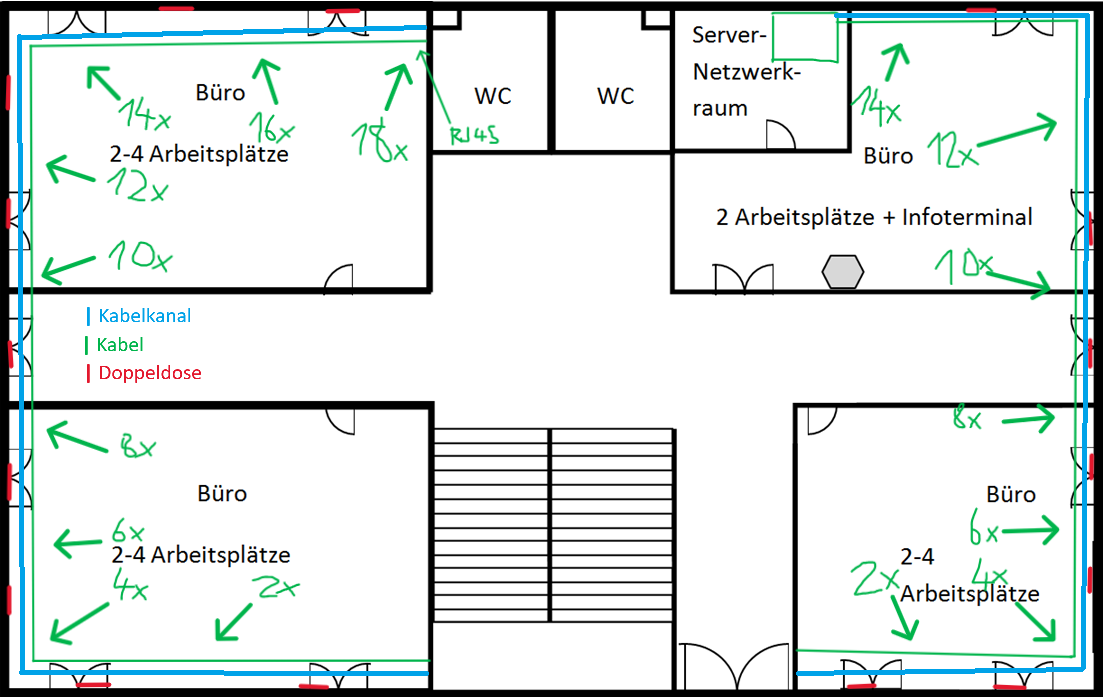 Büro
14x
16x
18x
RJ45
2-4 Arbeitsplätze
12x
10x
WC
WC
Server-
Netzwerk-
raum
14x
Büro
12x
2 Arbeitsplätze + Infoterminal
10x
Kabelkanal
Kabel
Doppeldose
8x
Büro
6x
2-4 Arbeitsplätze
4x
2x
8x
Büro
6x
2-4
2x
4x
Arbeitsplätze